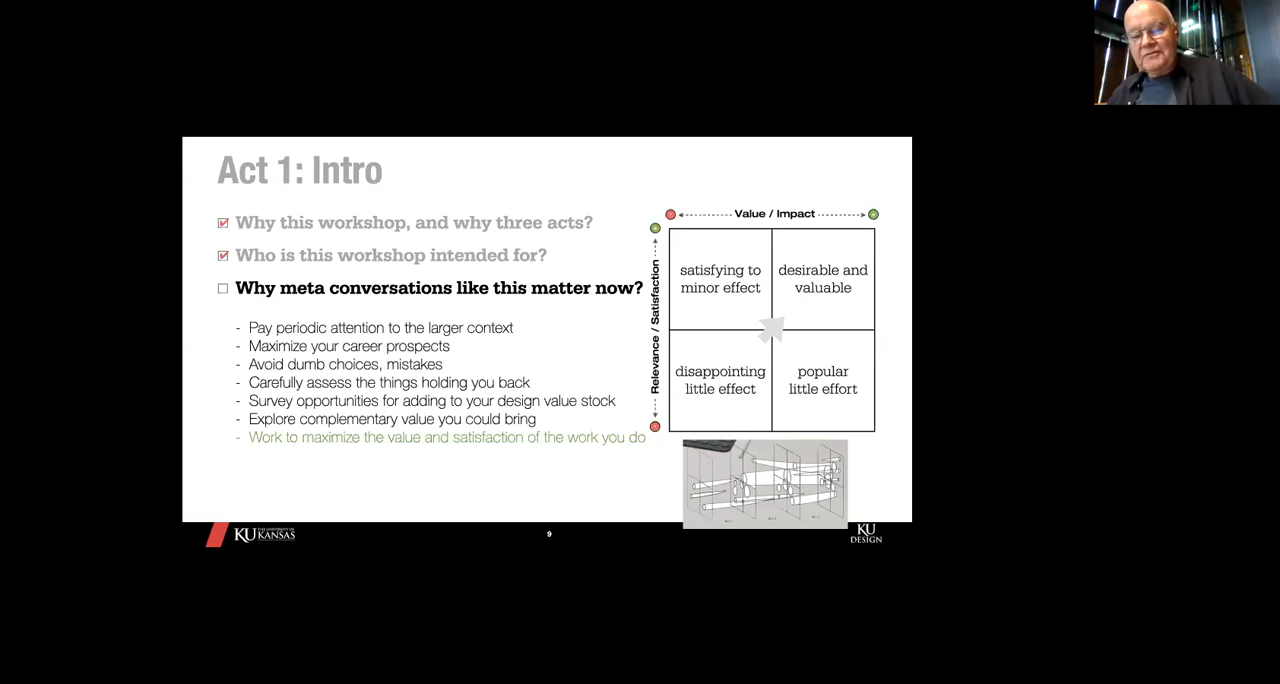 Act 1: Intro
Why this workshop, and why three acts?
Who is this workshop intended for?
Why meta conversations like this matter now?
- Pay periodic attention to the larger context
- Maximize your career prospects
- Avoid dumb choices, mistakes
- Carefully assess the things holding you back
- Survey opportunities for adding to your design value stock
- Explore complementary value you could bring
- Work to maximize the value and satisfaction of the work you do
Value / Impact
Relevance / Satisfaction
satisfying to
minor effect
desirable and
valuable
disappointing
little effect
popular
little effort
KU THE UNIVERSITY OF
KANSAS
9
KU
DESIGN